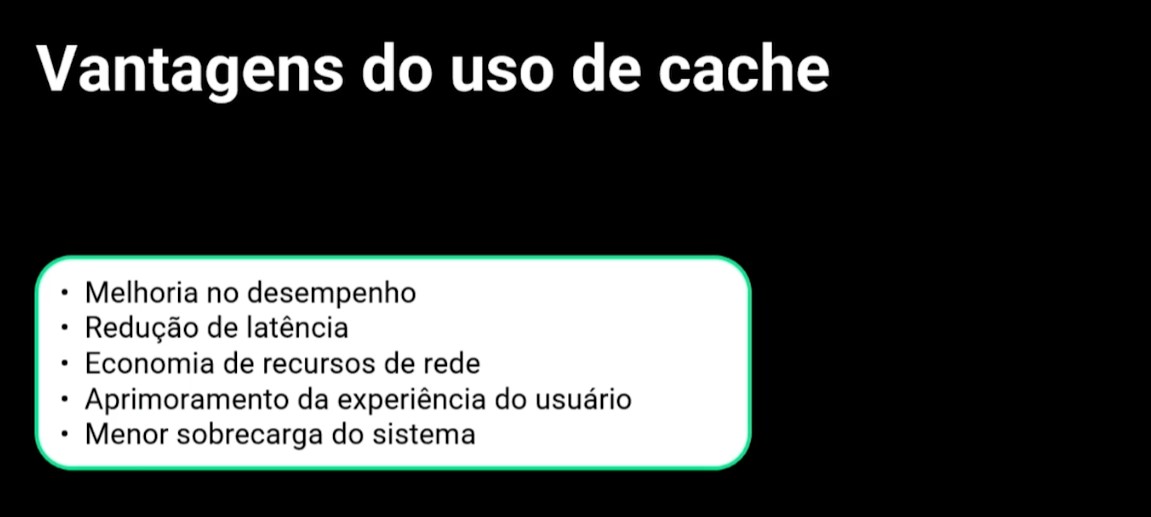 Vantagens do uso de cache
• Melhoria no desempenho
• Redução de latência
• Economia de recursos de rede
• Aprimoramento da experiência do usuário
• Menor sobrecarga do sistema